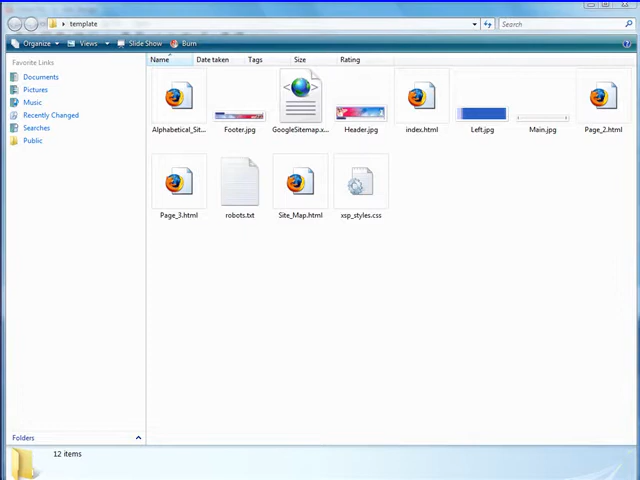 template
Search
Organize Views Slide Show Burn
Favorite Links
Documents
Pictures
Music
Recently Changed
Searches
Public
Folders
Name Date taken Tags Size Rating
Alphabetical_Sit... Footer.jpg GoogleSitemap.x... Header.jpg index.html Left.jpg Main.jpg Page_2.html
Page_3.html robots.txt Site_Map.html xsp_styles.css
12 items